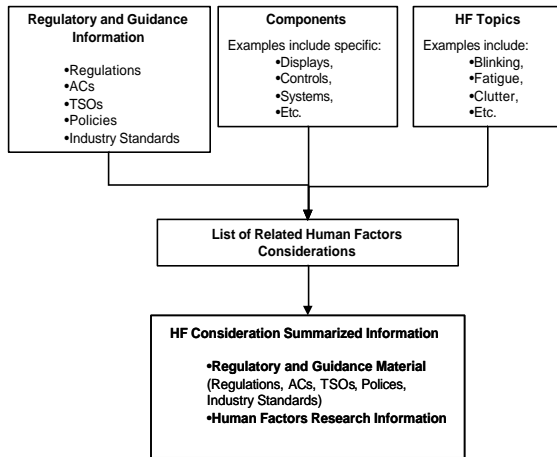 Regulatory and Guidance
Information
•Regulations
•ACs
•TSOs
•Policies
•Industry Standards
Components
Examples include specific:
•Displays,
•Controls,
•Systems,
•Etc.
HF Topics
Examples include:
•Blinking,
•Fatigue,
•Clutter,
•Etc.
List of Related Human Factors
Considerations
HF Consideration Summarized Information
•Regulatory and Guidance Material
(Regulations, ACs, TSOs, Polices,
Industry Standards)
•Human Factors Research Information